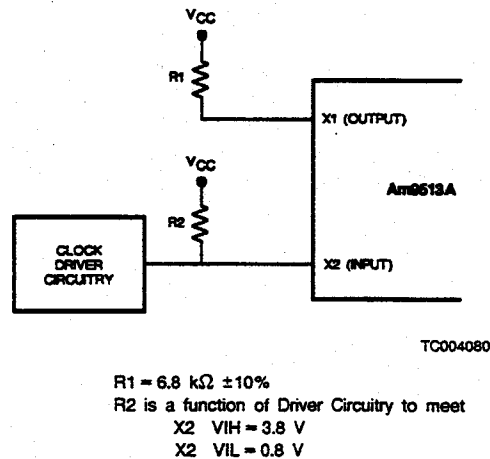 VCC
R1
X1 (OUTPUT)
VCC
Am9513A
R2
CLOCK
DRIVER
CIRCUITRY
X2 (INPUT)
TC004080
R1 = 6.8 kΩ ±10%
R2 is a function of Driver Circuitry to meet
X2 VIH = 3.8 V
X2 VIL = 0.8 V